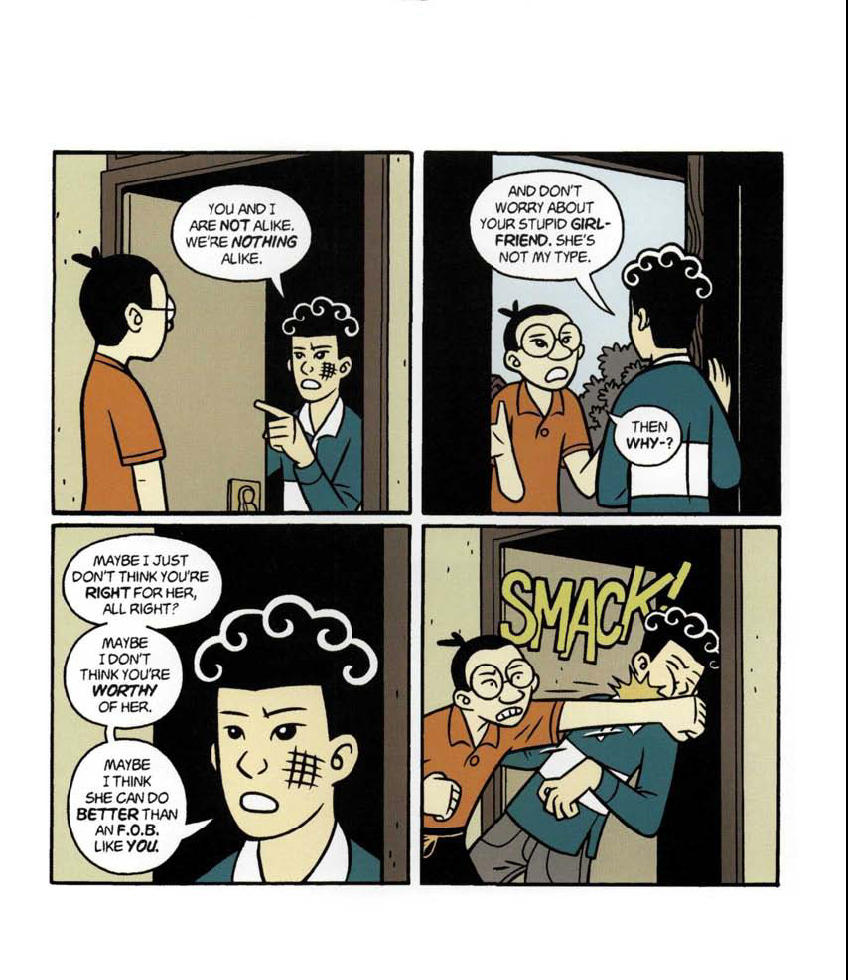 YOU AND I
ARE NOT ALIKE.
WE'RE NOTHING
ALIKE.
AND DON'T
WORRY ABOUT
YOUR STUPID GIRL-
FRIEND. SHE'S
NOT MY TYPE.
THEN
WHY-?
MAYBE I JUST
DON'T THINK YOU'RE
RIGHT FOR HER,
ALL RIGHT?
MAYBE
I DON'T
THINK YOU'RE
WORTHY
OF HER.
MAYBE
I THINK
SHE CAN DO
BETTER THAN
AN F.O.B.
LIKE YOU.
SMACK!